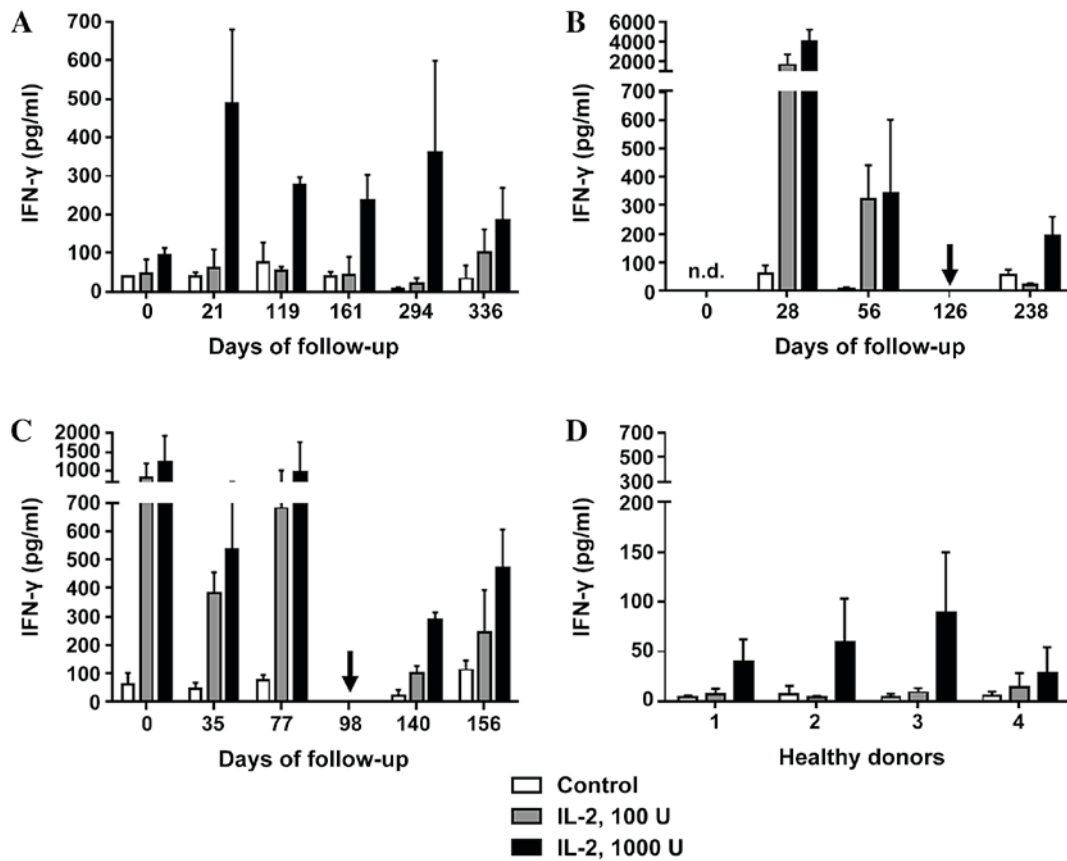 A
IFN-γ (pg/ml)
700
600
500
400
300
200
100
0
0 21 119 161 294 336
Days of follow-up
B
IFN-γ (pg/ml)
6000
4000
2000
700
600
500
400
300
200
100
0
n.d.
0 28 56 126 238
Days of follow-up
C
IFN-γ (pg/ml)
2000
1500
1000
700
600
500
400
300
200
100
0
0 35 77 98 140 156
Days of follow-up
D
IFN-γ (pg/ml)
700
500
300
200
150
100
50
0
1 2 3 4
Healthy donors
Control
IL-2, 100 U
IL-2, 1000 U